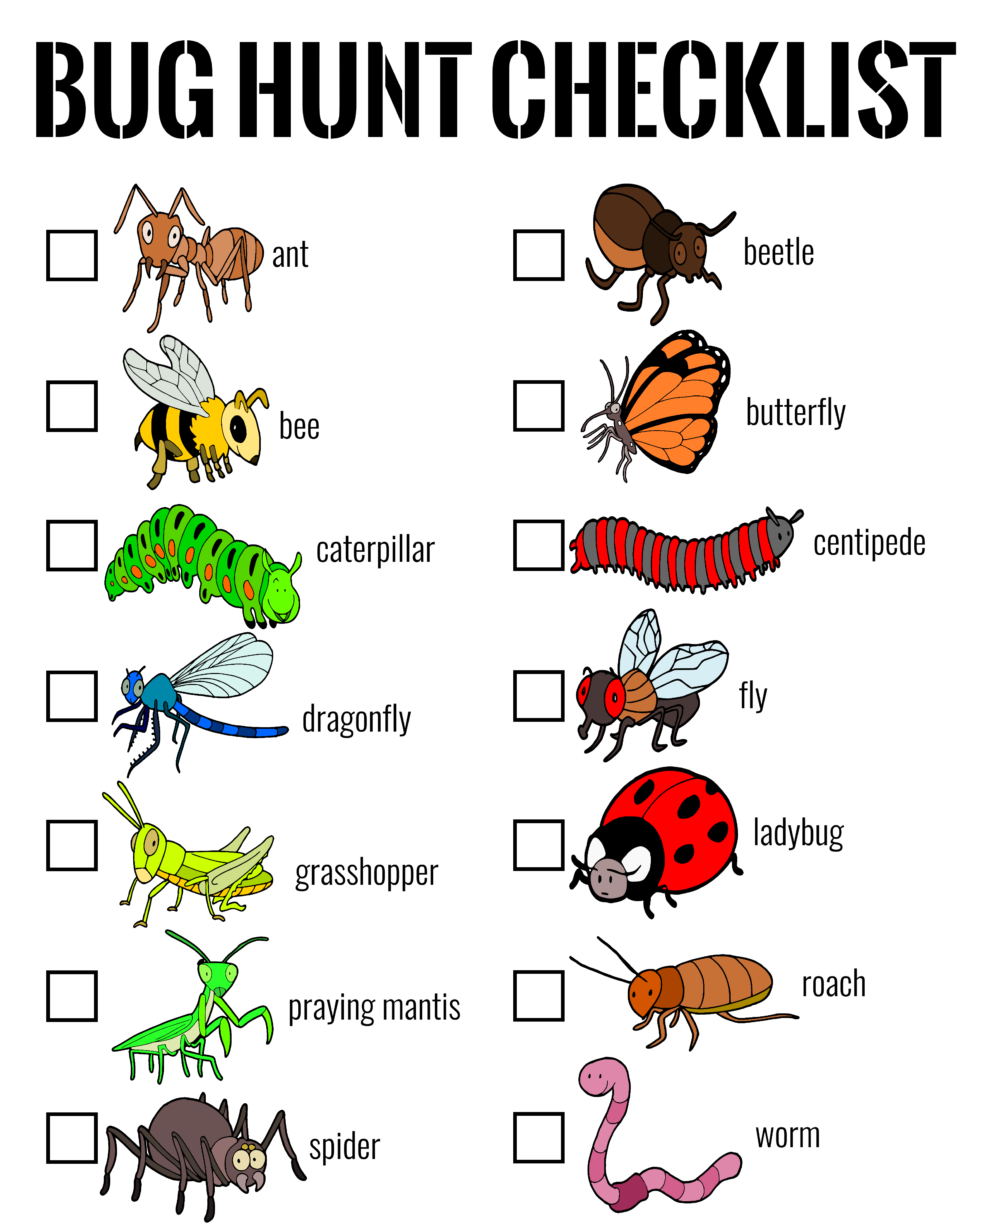 BUG HUNT CHECKLIST
ant
beetle
bee
butterfly
caterpillar
centipede
dragonfly
fly
grasshopper
ladybug
praying mantis
roach
spider
worm